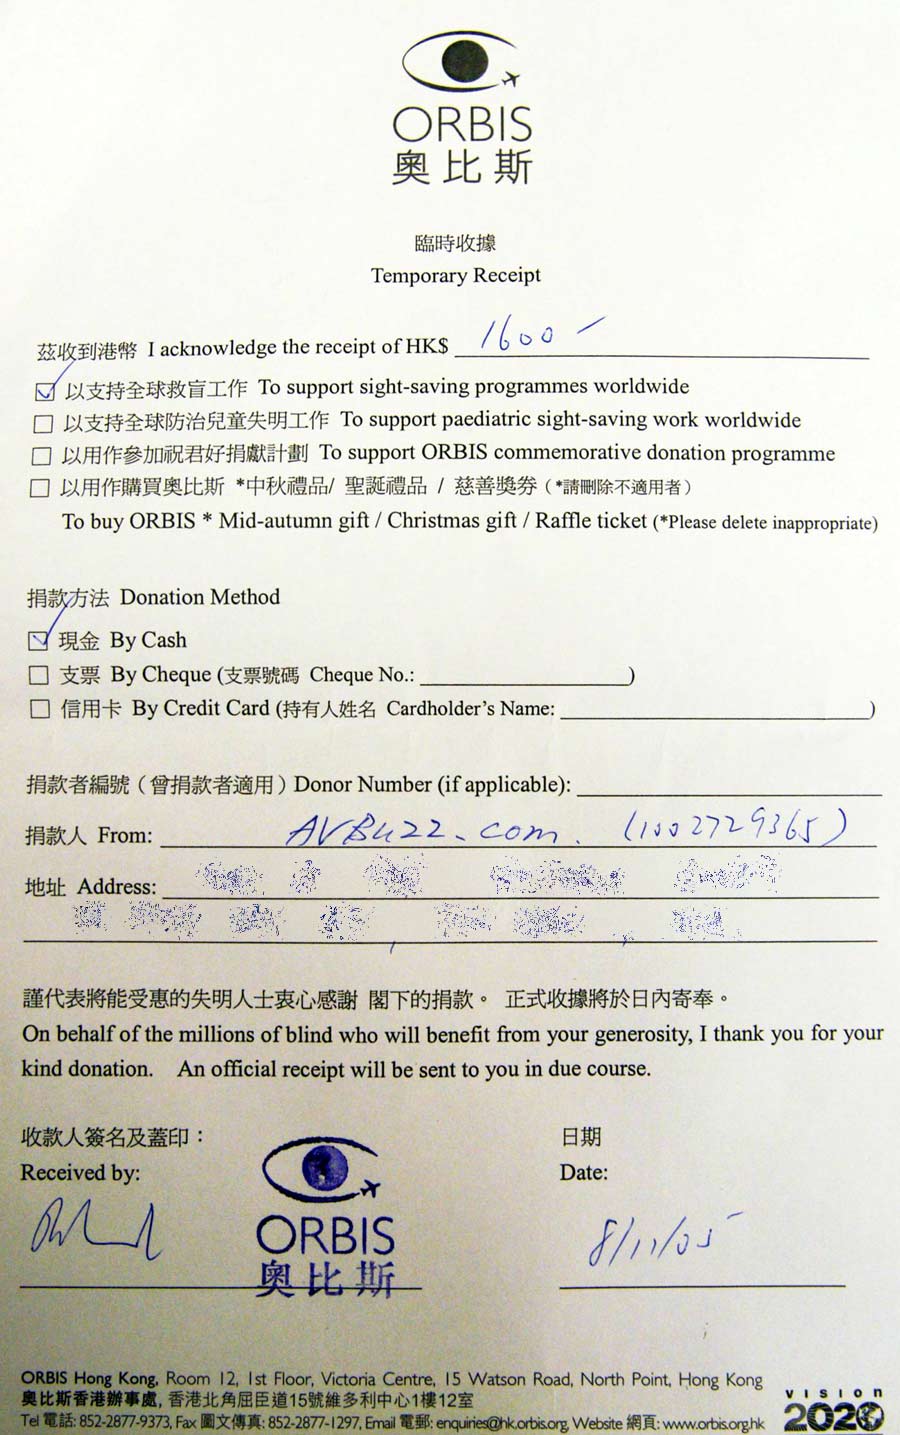 ORBIS
奧比斯
臨時收據
Temporary Receipt
茲收到港幣 I acknowledge the receipt of HK$ 1600 —
以支持全球救盲工作 To support sight-saving programmes worldwide
以支持全球防治兒童失明工作 To support paediatric sight-saving work worldwide
以用作參加祝君好捐獻計劃 To support ORBIS commemorative donation programme
以用作購買奧比斯 *中秋禮品/ 聖誕禮品 / 慈善獎券（*請刪除不適用者）
To buy ORBIS * Mid-autumn gift / Christmas gift / Raffle ticket (*Please delete inappropriate)
捐款方法 Donation Method
現金 By Cash
支票 By Cheque (支票號碼 Cheque No.: )
信用卡 By Credit Card (持有人姓名 Cardholder's Name: )
捐款者編號（曾捐款者適用）Donor Number (if applicable):
捐款人 From: AVBuzz.com. (1002729365)
地址 Address:
謹代表將能受惠的失明人士衷心感謝 閣下的捐款。 正式收據將於日內寄奉。
On behalf of the millions of blind who will benefit from your generosity, I thank you for your
kind donation. An official receipt will be sent to you in due course.
收款人簽名及蓋印： 日期
Received by: Date:
ORBIS
奧比斯
8/11/05
ORBIS Hong Kong, Room 12, 1st Floor, Victoria Centre, 15 Watson Road, North Point, Hong Kong
奧比斯香港辦事處, 香港北角屈臣道15號維多利中心1樓12室
Tel 電話: 852-2877-9373, Fax 圖文傳真: 852-2877-1297, Email 電郵: enquiries@hk.orbis.org, Website 網頁: www.orbis.org.hk
vision
2020